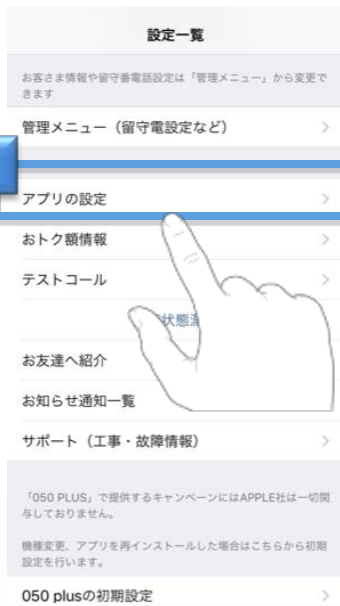 設定一覧
お客さま情報や留守番電話設定は「管理メニュー」から変更で
きます
管理メニュー(留守電設定など)
アプリの設定
おトク額情報
テストコール
状態
お友達へ紹介
お知らせ通知一覧
サポート(工事・故障情報)
「050 PLUS」で提供するキャンペーンにはAPPLE社は一切関
与しておりません。
機種変更、アプリを再インストールした場合はこちらから初期
設定を行います。
050 plusの初期設定